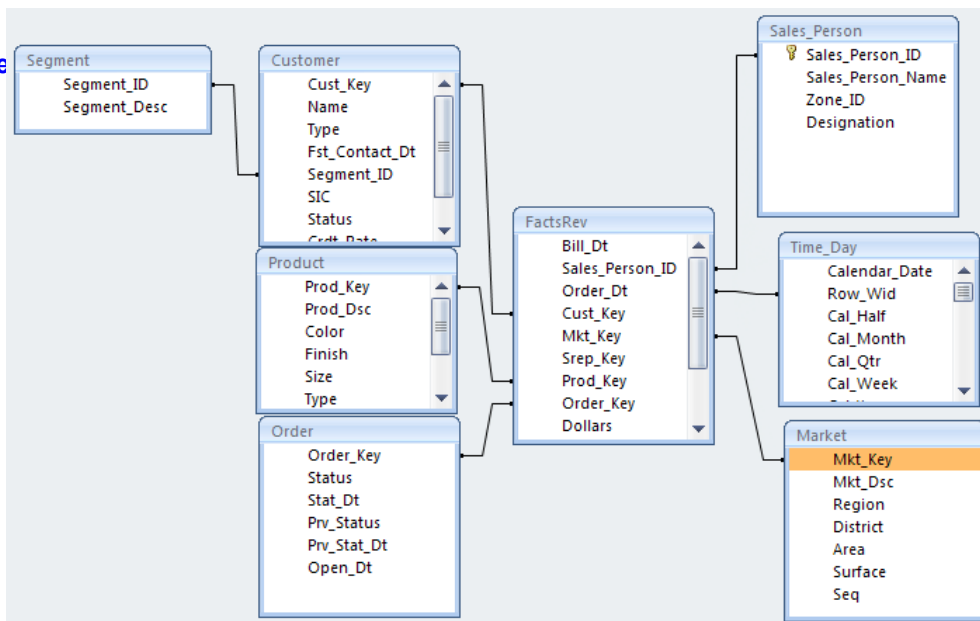 e
Segment
Segment_ID
Segment_Desc
Customer
Cust_Key
Name
Type
Fst_Contact_Dt
Segment_ID
SIC
Status
Crdt_Rate
Product
Prod_Key
Prod_Dsc
Color
Finish
Size
Type
Order
Order_Key
Status
Stat_Dt
Prv_Status
Prv_Stat_Dt
Open_Dt
FactsRev
Bill_Dt
Sales_Person_ID
Order_Dt
Cust_Key
Mkt_Key
Srep_Key
Prod_Key
Order_Key
Dollars
Sales_Person
Sales_Person_ID
Sales_Person_Name
Zone_ID
Designation
Time_Day
Calendar_Date
Row_Wid
Cal_Half
Cal_Month
Cal_Qtr
Cal_Week
Market
Mkt_Key
Mkt_Dsc
Region
District
Area
Surface
Seq